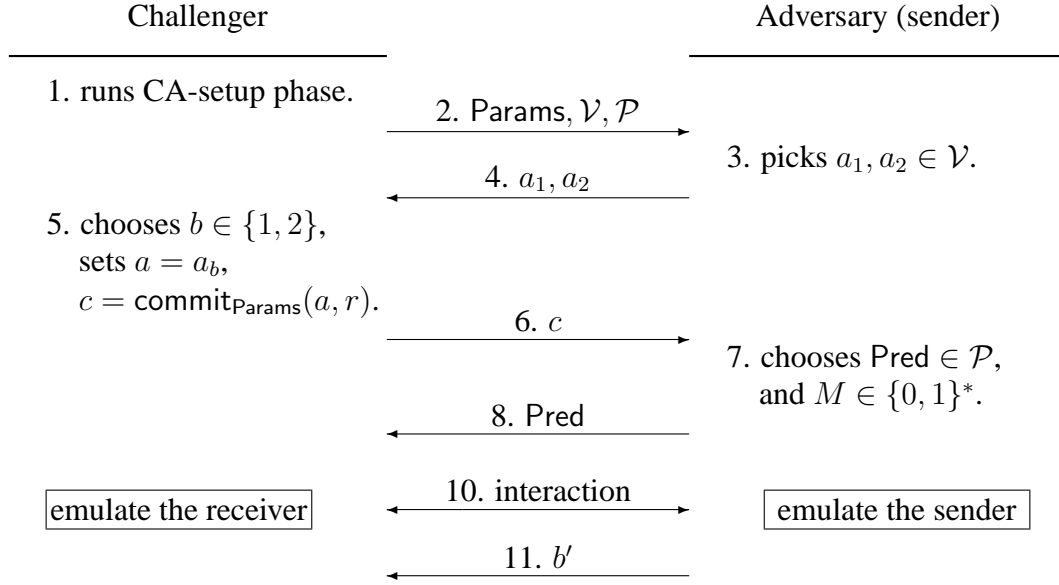 Challenger
Adversary (sender)
1. runs CA-setup phase.
2. Params, 𝒱, 𝒫
3. picks a₁, a₂ ∈ 𝒱.
4. a₁, a₂
5. chooses b ∈ {1, 2},
sets a = a_b,
c = commit_Params(a, r).
6. c
7. chooses Pred ∈ 𝒫,
and M ∈ {0, 1}*.
8. Pred
emulate the receiver
10. interaction
emulate the sender
11. b′